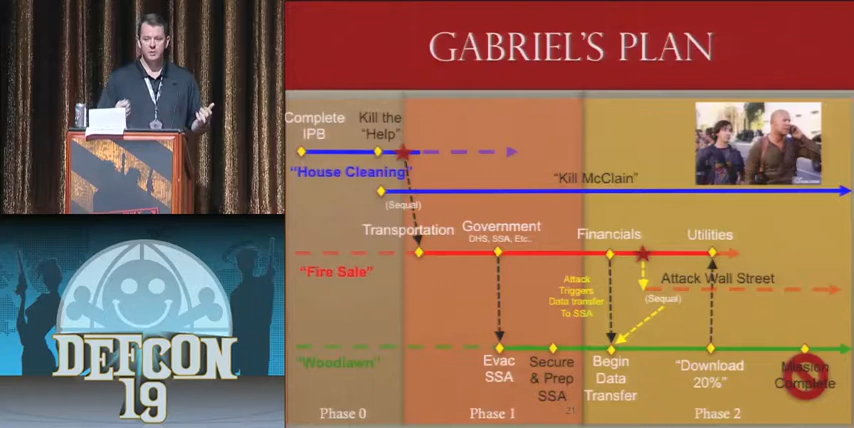 GABRIEL'S PLAN
Complete
IPB
Kill the
"Help"
"House Cleaning"
"Kill McClain"
(Sequal)
Transportation
Government
DHS, SSA, Etc..
Financials
Utilities
"Fire Sale"
Attack
Triggers
Data transfer
To SSA
Attack Wall Street
(Sequal)
"Woodlawn"
Evac
SSA
Secure
& Prep
SSA
Begin
Data
Transfer
"Download
20%"
Mission
Complete
21
Phase 0
Phase 1
Phase 2
DEFCON
19